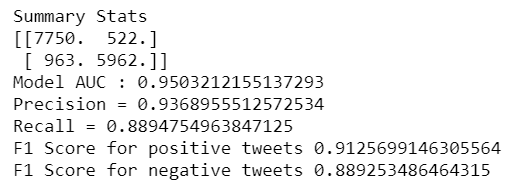 Summary Stats
[[7750. 522.]
[ 963. 5962.]]
Model AUC : 0.9503212155137293
Precision = 0.9368955512572534
Recall = 0.8894754963847125
F1 Score for positive tweets 0.9125699146305564
F1 Score for negative tweets 0.889253486464315